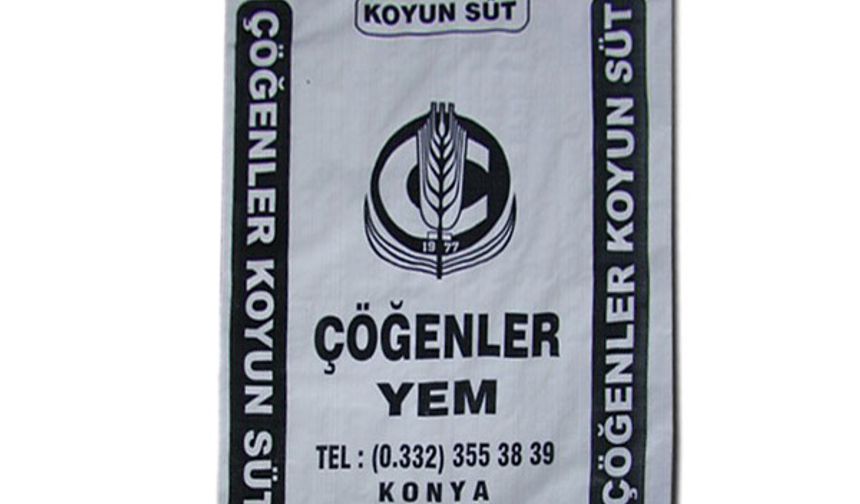 KOYUN SÜT
ÇÖĞENLER KOYUN SÜT
ÇÖĞENLER KOYUN SÜT
1977
ÇÖĞENLER
YEM
TEL : (0.332) 355 38 39
KONYA